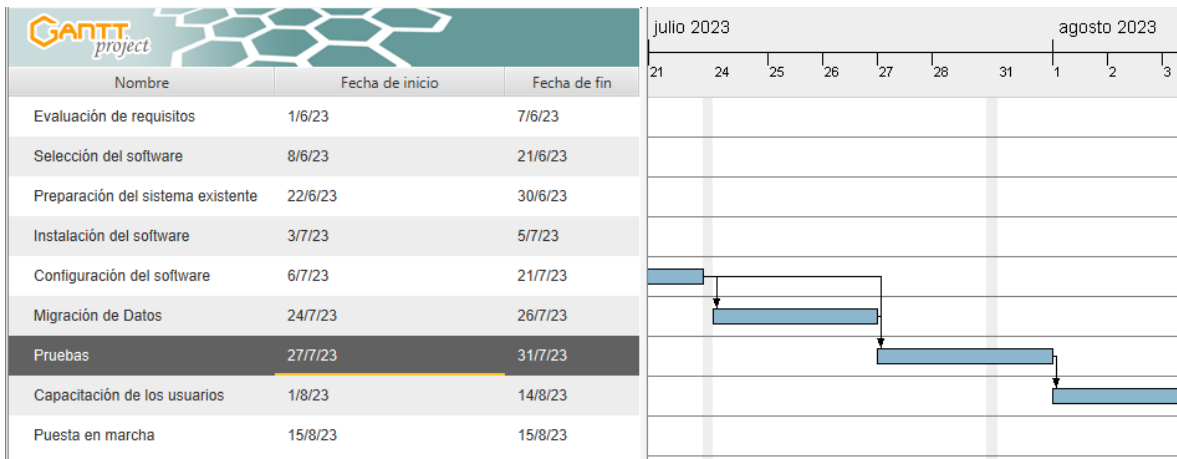 GANTT
project
Nombre Fecha de inicio Fecha de fin
Evaluación de requisitos 1/6/23 7/6/23
Selección del software 8/6/23 21/6/23
Preparación del sistema existente 22/6/23 30/6/23
Instalación del software 3/7/23 5/7/23
Configuración del software 6/7/23 21/7/23
Migración de Datos 24/7/23 26/7/23
Pruebas 27/7/23 31/7/23
Capacitación de los usuarios 1/8/23 14/8/23
Puesta en marcha 15/8/23 15/8/23
julio 2023 agosto 2023
21 24 25 26 27 28 31 1 2 3